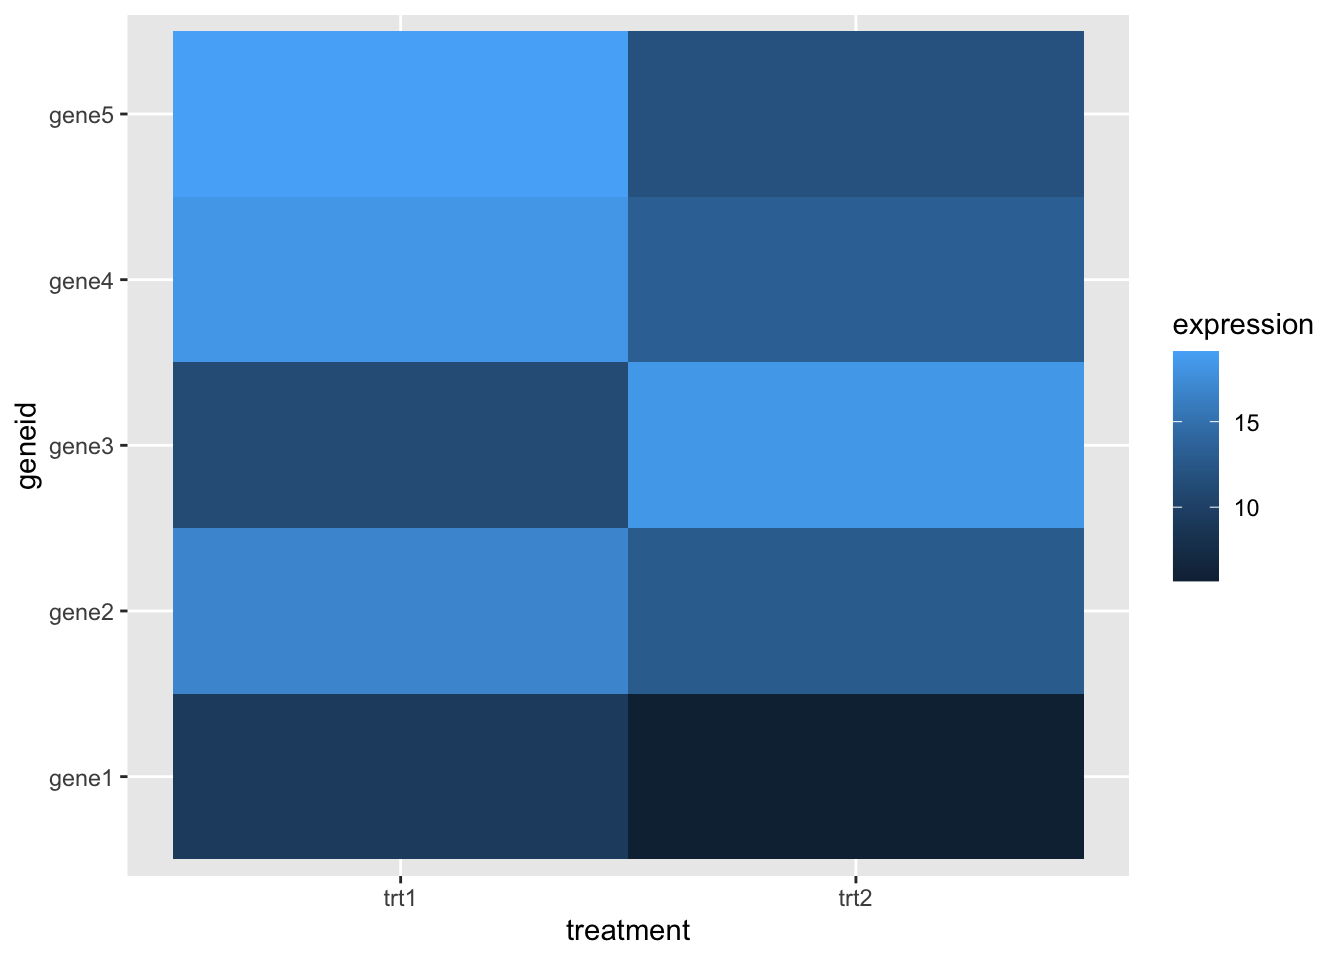 geneid
gene5
gene4
gene3
gene2
gene1
trt1
trt2
treatment
expression
15
10